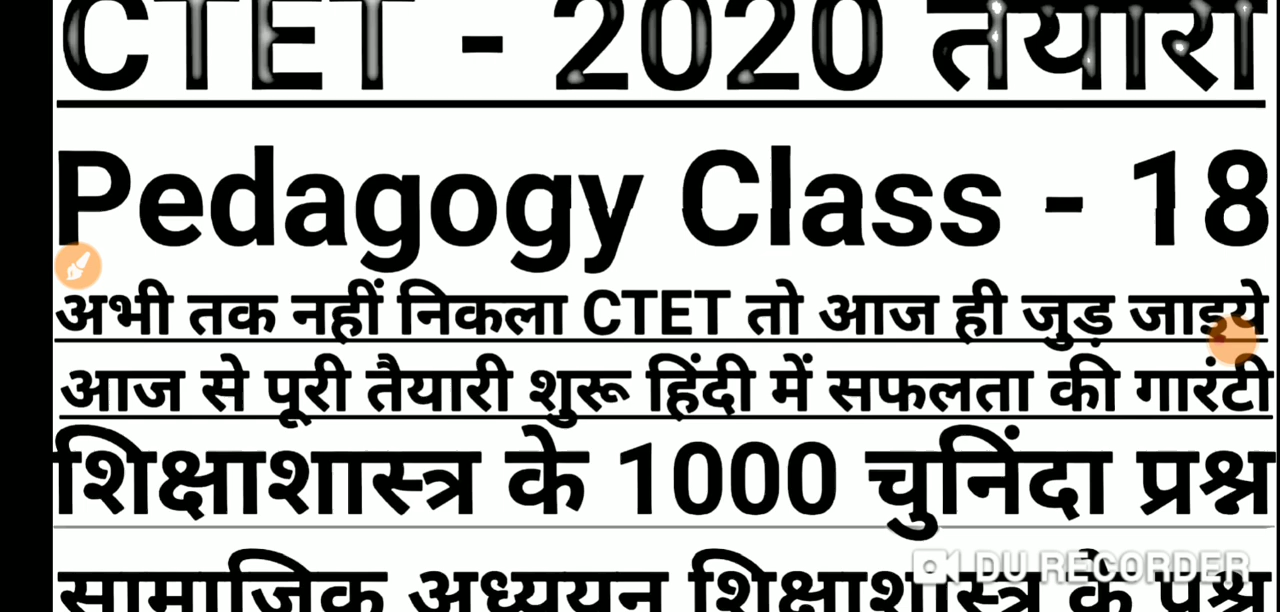 CTET - 2020 तैयारी
Pedagogy Class - 18
अभी तक नहीं निकला CTET तो आज ही जुड़ जाइये
आज से पूरी तैयारी शुरू हिंदी में सफलता की गारंटी
शिक्षाशास्त्र के 1000 चुनिंदा प्रश्न
सामाजिक अध्ययन शिक्षाशास्त्र के प्रश्न
DU RECORDER